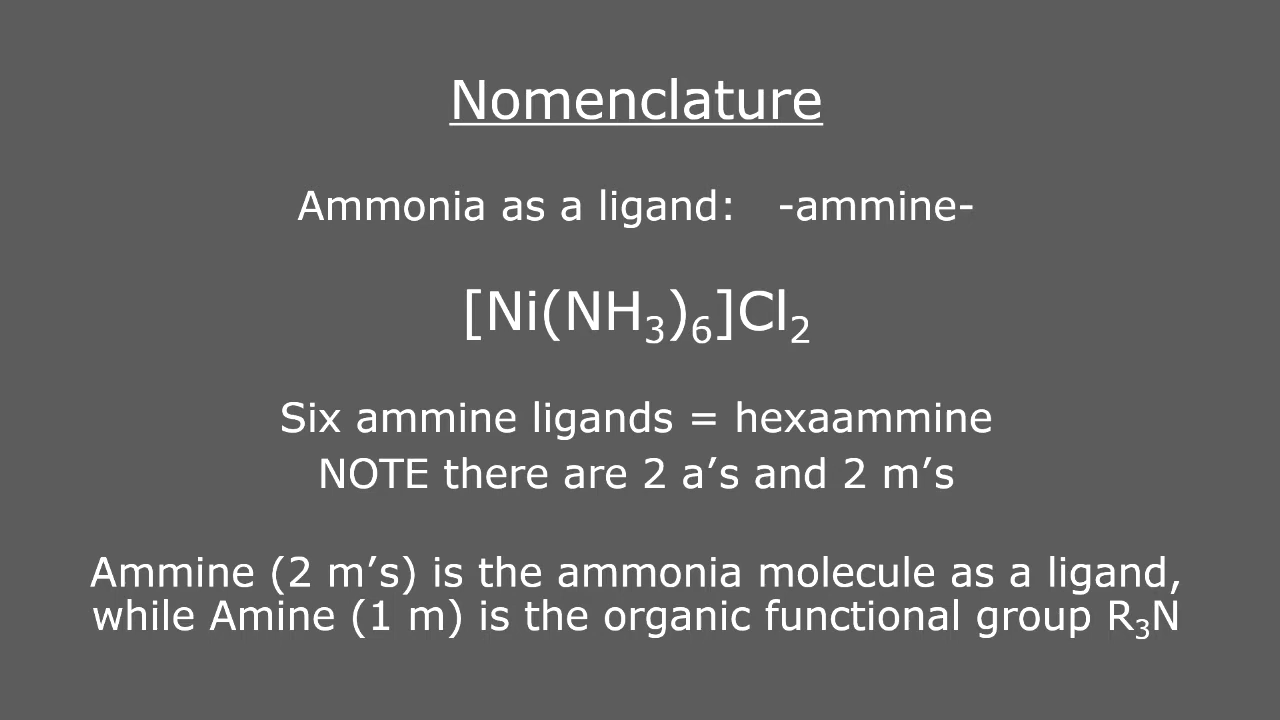 Nomenclature
Ammonia as a ligand: -ammine-
[Ni(NH₃)₆]Cl₂
Six ammine ligands = hexaammine
NOTE there are 2 a’s and 2 m’s
Ammine (2 m’s) is the ammonia molecule as a ligand,
while Amine (1 m) is the organic functional group R₃N